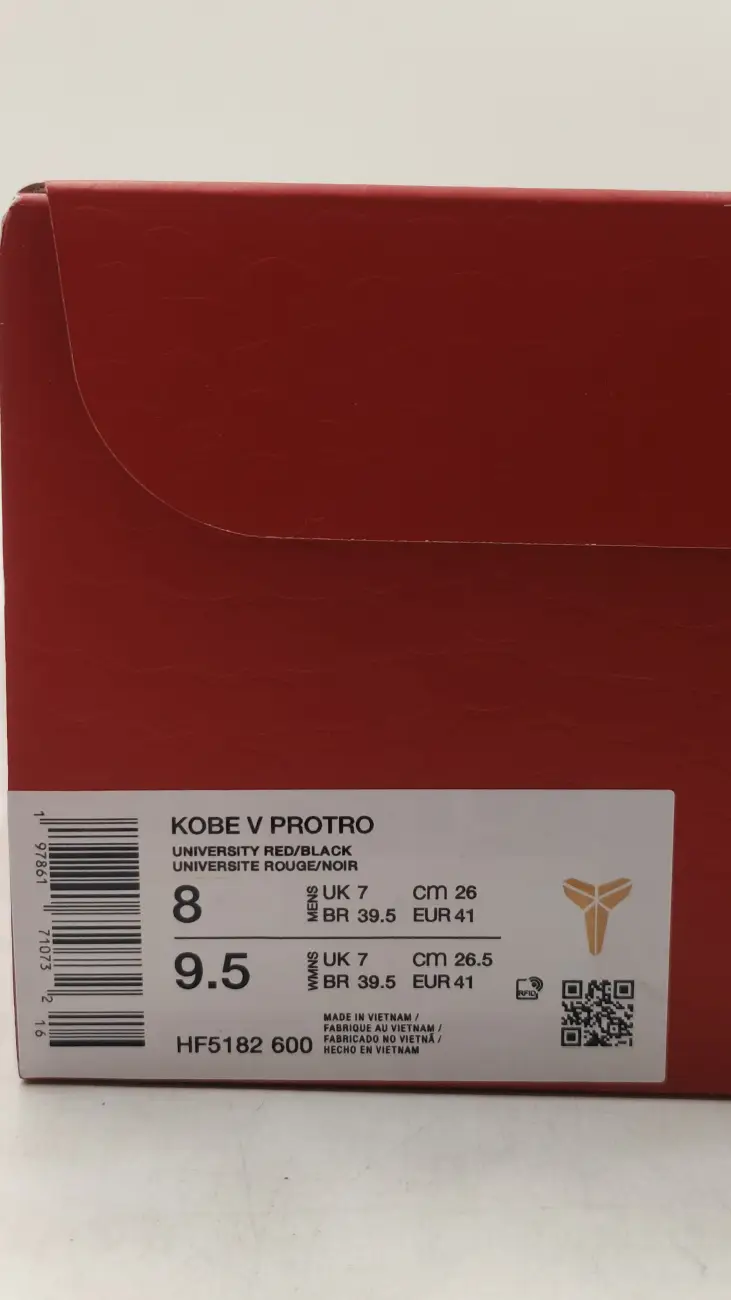 KOBE V PROTRO
UNIVERSITY RED/BLACK
UNIVERSITE ROUGE/NOIR
8
MENS
UK 7 cm 26
BR 39.5 EUR 41
9.5
WMNS
UK 7 cm 26.5
BR 39.5 EUR 41
RFID
HF5182 600
MADE IN VIETNAM /
FABRIQUE AU VIETNAM /
FABRICADO NO VIETNÃ /
HECHO EN VIETNAM
1 97861 71073 2 16